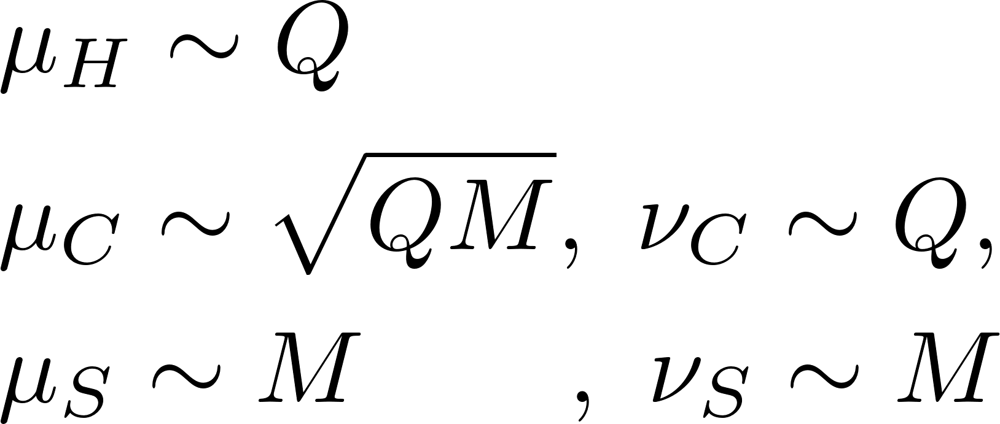 μ_H ∼ Q
μ_C ∼ √(QM), ν_C ∼ Q,
μ_S ∼ M , ν_S ∼ M